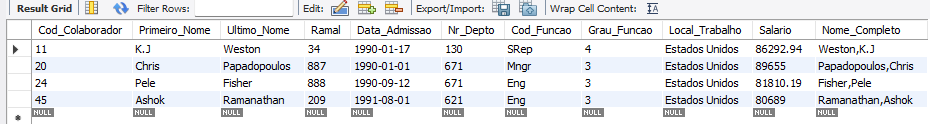 Result Grid Filter Rows: Edit: Export/Import: Wrap Cell Content: IA
Cod_Colaborador Primeiro_Nome Ultimo_Nome Ramal Data_Admissao Nr_Depto Cod_Funcao Grau_Funcao Local_Trabalho Salario Nome_Completo
11 K.J Weston 34 1990-01-17 130 SRep 4 Estados Unidos 86292.94 Weston,K.J
20 Chris Papadopoulos 887 1990-01-01 671 Mngr 3 Estados Unidos 89655 Papadopoulos,Chris
24 Pele Fisher 888 1990-09-12 671 Eng 3 Estados Unidos 81810.19 Fisher,Pele
45 Ashok Ramanathan 209 1991-08-01 621 Eng 3 Estados Unidos 80689 Ramanathan,Ashok
NULL NULL NULL NULL NULL NULL NULL NULL NULL NULL NULL